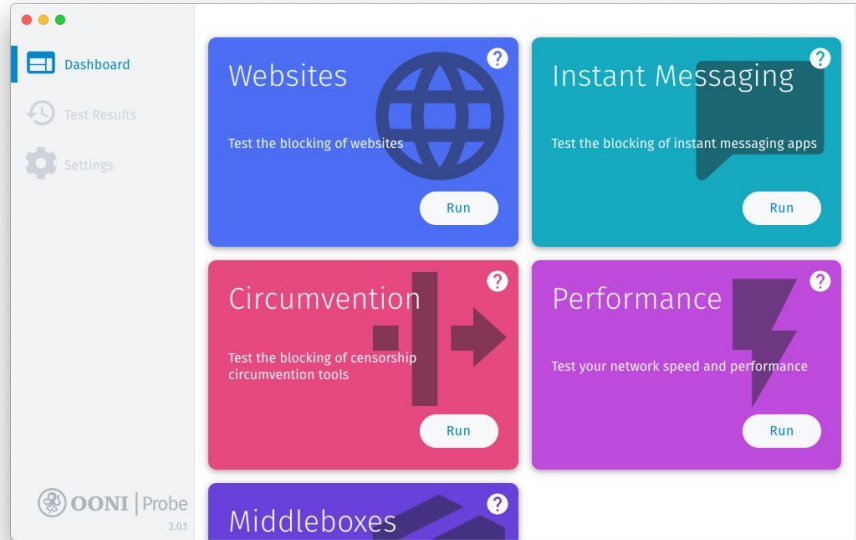 Dashboard
Test Results
Settings
OONI Probe
3.0.1
Websites
?
Test the blocking of websites
Run
Instant Messaging
?
Test the blocking of instant messaging apps
Run
Circumvention
?
Test the blocking of censorship
circumvention tools
Run
Performance
?
Test your network speed and performance
Run
Middleboxes
?